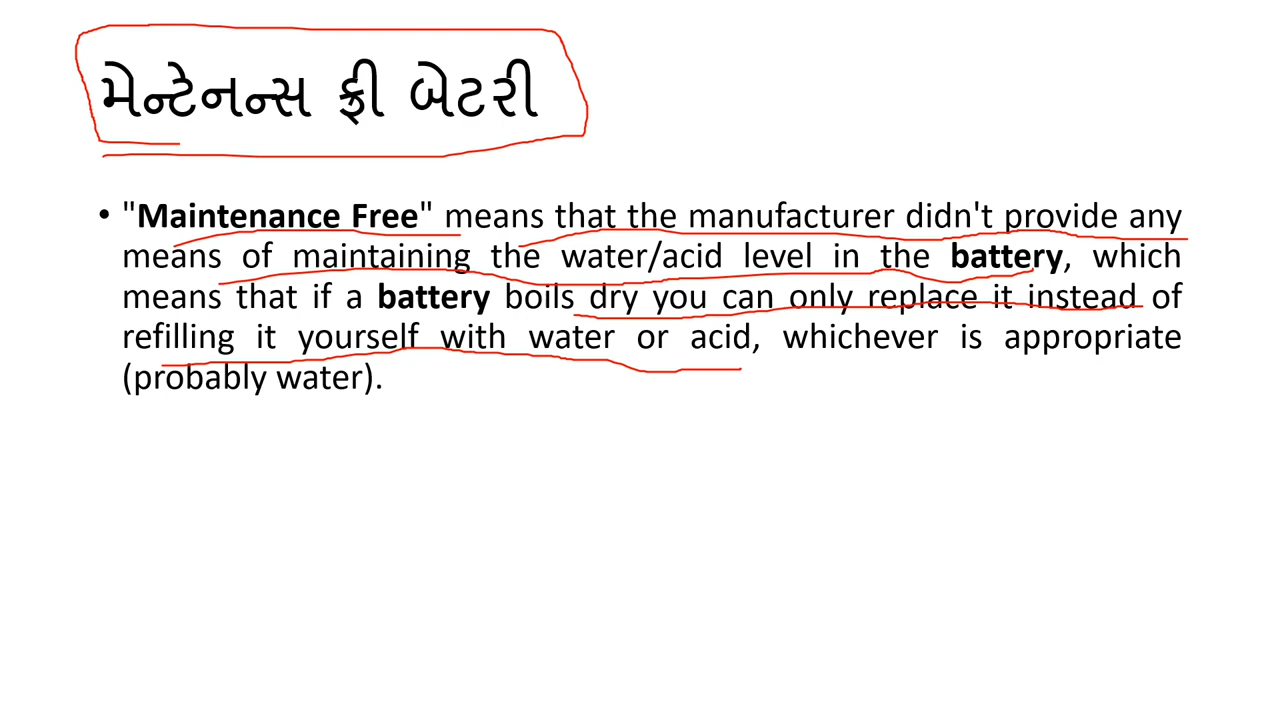 મેન્ટેનન્સ ફ્રી બેટરી
• "Maintenance Free" means that the manufacturer didn't provide any
means of maintaining the water/acid level in the battery, which
means that if a battery boils dry you can only replace it instead of
refilling it yourself with water or acid, whichever is appropriate
(probably water).